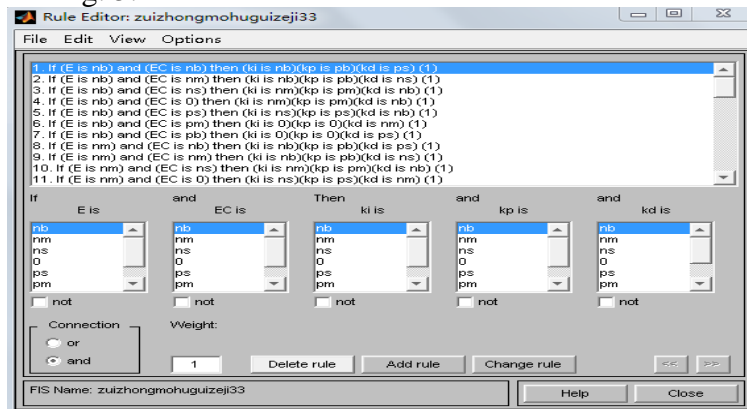 Rule Editor: zuizhongmohuguizeji33
File Edit View Options
1. If (E is nb) and (EC is nb) then (ki is nb)(kp is pb)(kd is ps) (1)
2. If (E is nb) and (EC is nm) then (ki is nb)(kp is pb)(kd is ns) (1)
3. If (E is nb) and (EC is ns) then (ki is nm)(kp is pm)(kd is nb) (1)
4. If (E is nb) and (EC is 0) then (ki is nm)(kp is pm)(kd is nb) (1)
5. If (E is nb) and (EC is ps) then (ki is ns)(kp is ps)(kd is nb) (1)
6. If (E is nb) and (EC is pm) then (ki is 0)(kp is 0)(kd is nm) (1)
7. If (E is nb) and (EC is pb) then (ki is 0)(kp is 0)(kd is ps) (1)
8. If (E is nm) and (EC is nb) then (ki is nb)(kp is pb)(kd is ps) (1)
9. If (E is nm) and (EC is nm) then (ki is nb)(kp is pb)(kd is ns) (1)
10. If (E is nm) and (EC is ns) then (ki is nm)(kp is pm)(kd is nb) (1)
11. If (E is nm) and (EC is 0) then (ki is ns)(kp is ps)(kd is nm) (1)
If and Then and and
E is EC is ki is kp is kd is
nb nb nb nb nb
nm nm nm nm nm
ns ns ns ns ns
0 0 0 0 0
ps ps ps ps ps
pm pm pm pm pm
not not not not not
Connection Weight:
or
and 1 Delete rule Add rule Change rule << >>
FIS Name: zuizhongmohuguizeji33 Help Close